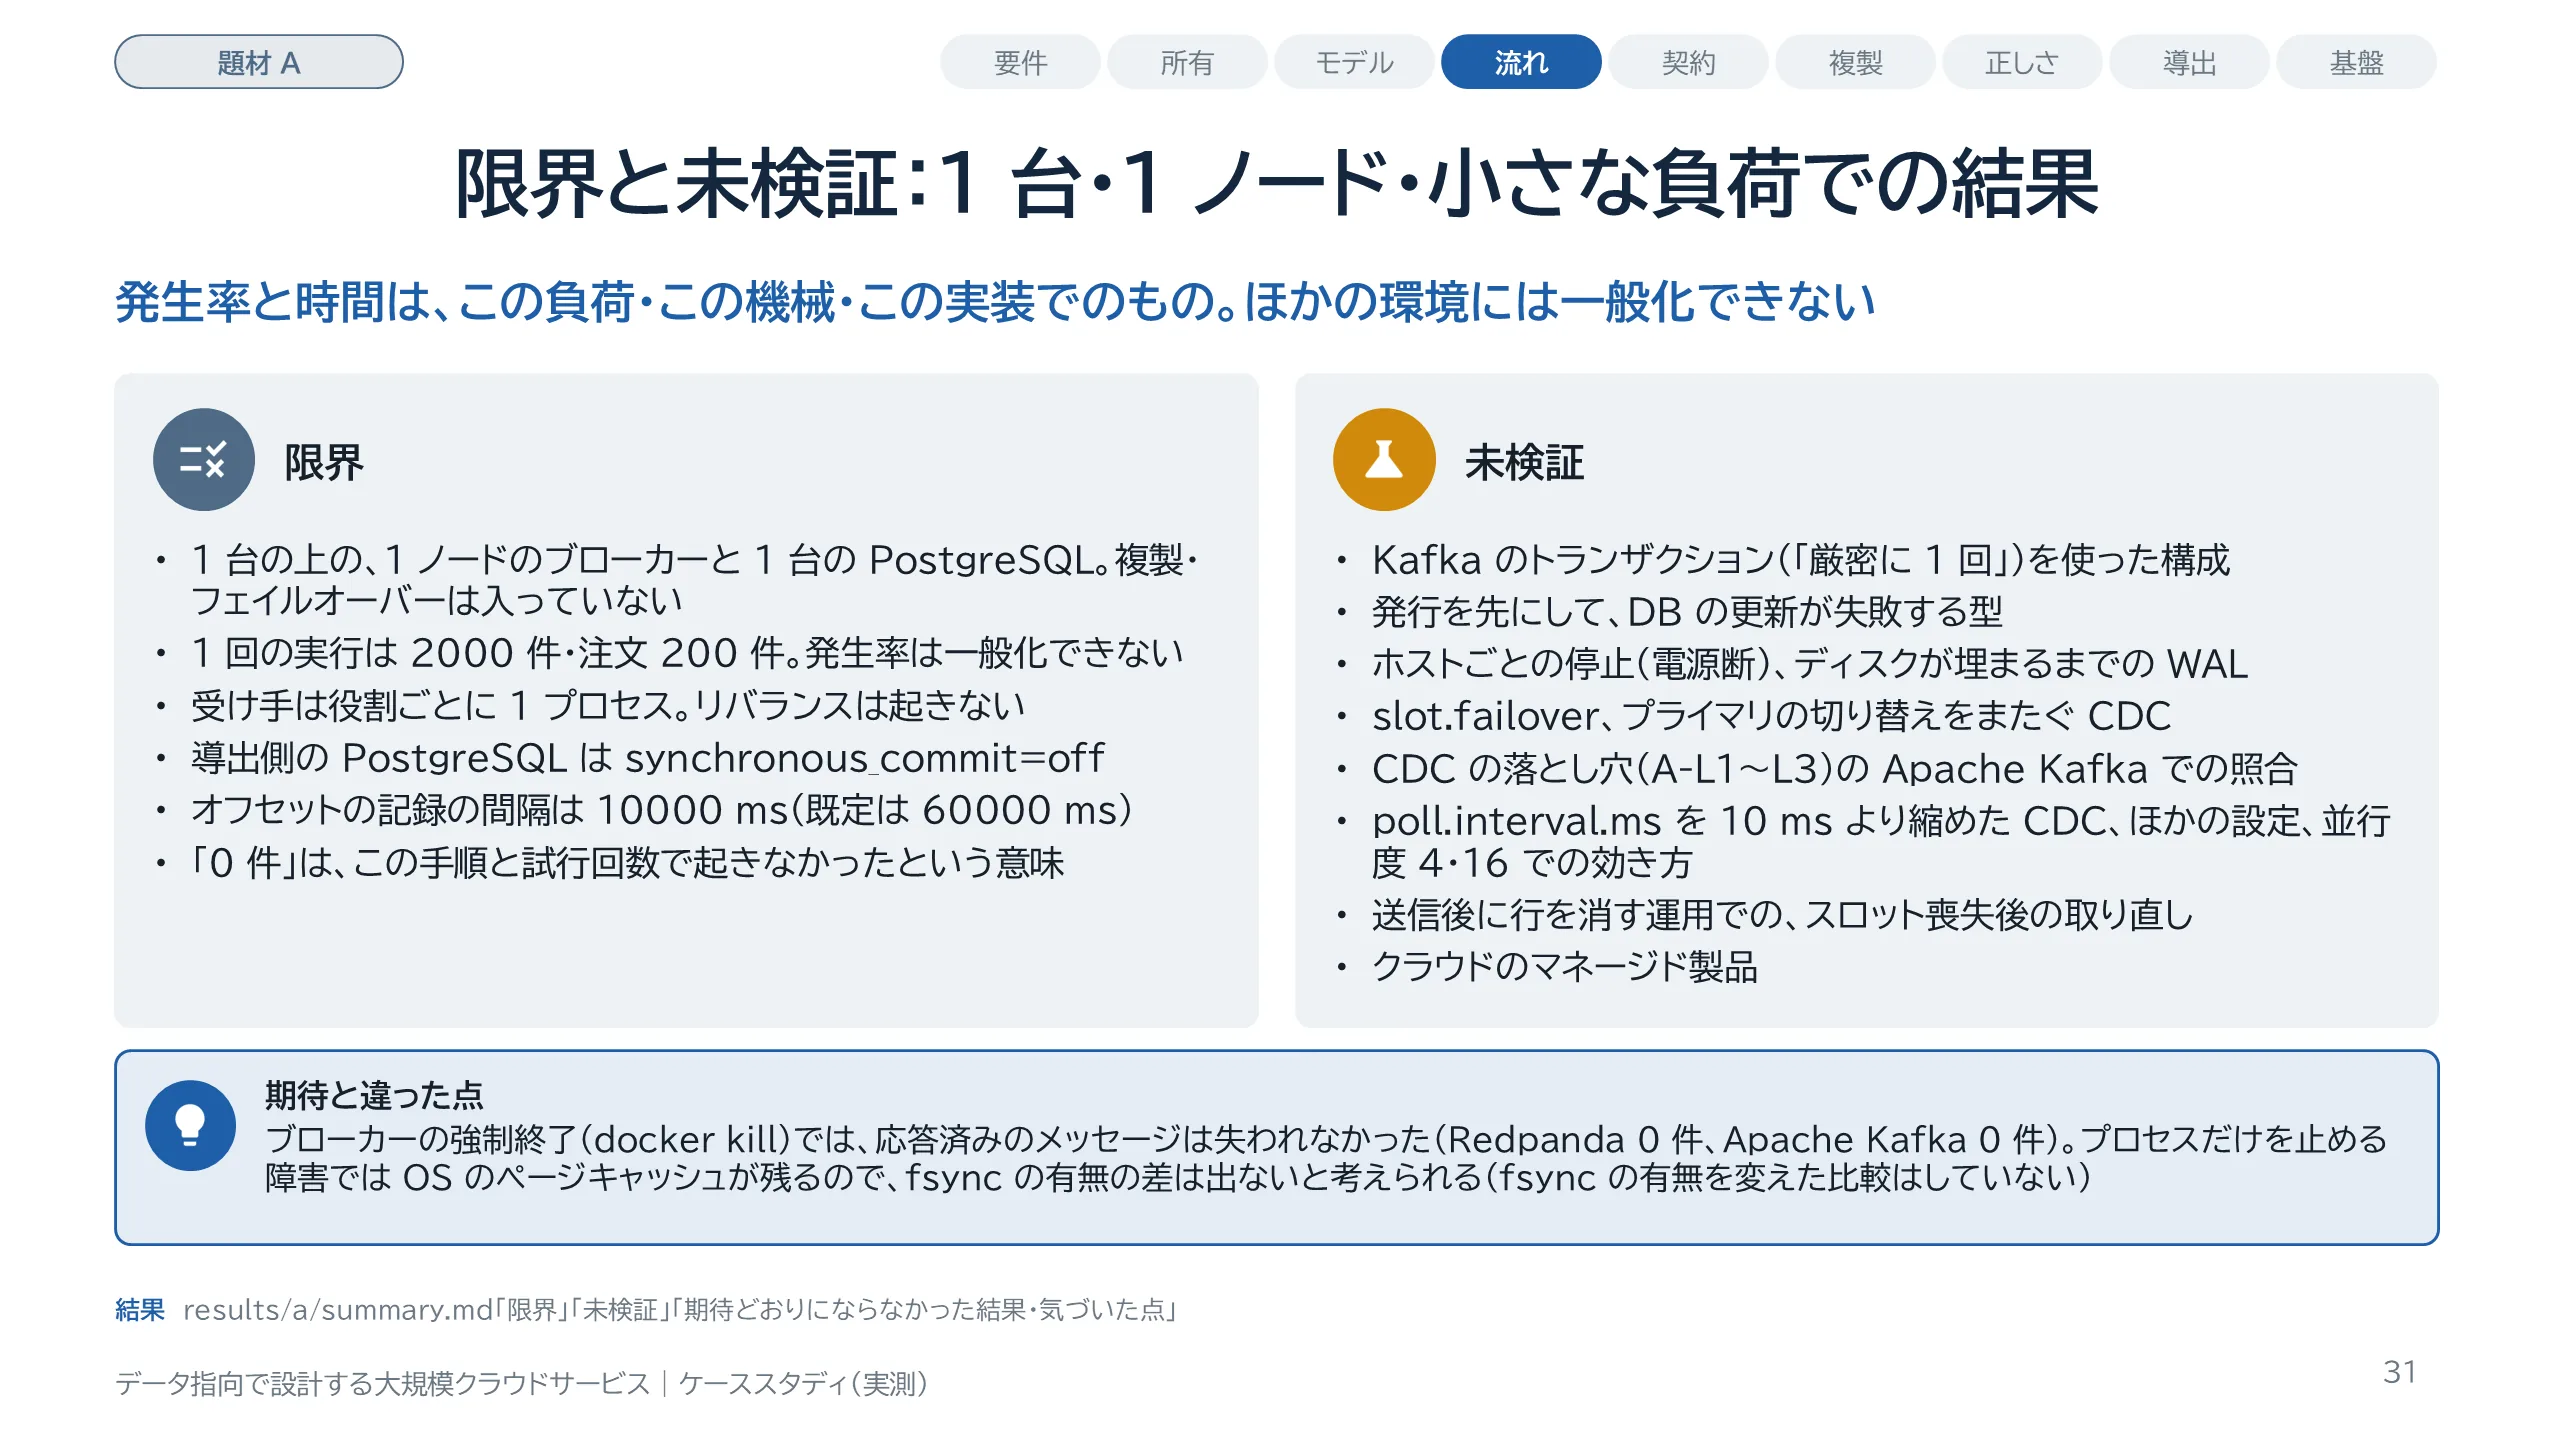 題材 A
要件
所有
モデル
流れ
契約
複製
正しさ
導出
基盤
限界と未検証：1 台・1 ノード・小さな負荷での結果
発生率と時間は、この負荷・この機械・この実装でのもの。ほかの環境には一般化できない
限界
・ 1 台の上の、1 ノードのブローカーと 1 台の PostgreSQL。複製・
フェイルオーバーは入っていない
・ 1 回の実行は 2000 件・注文 200 件。発生率は一般化できない
・ 受け手は役割ごとに 1 プロセス。リバランスは起きない
・ 導出側の PostgreSQL は synchronous_commit=off
・ オフセットの記録の間隔は 10000 ms（既定は 60000 ms）
・ 「0 件」は、この手順と試行回数で起きなかったという意味
未検証
・ Kafka のトランザクション（「厳密に 1 回」）を使った構成
・ 発行を先にして、DB の更新が失敗する型
・ ホストごとの停止（電源断）、ディスクが埋まるまでの WAL
・ slot.failover、プライマリの切り替えをまたぐ CDC
・ CDC の落とし穴（A-L1～L3）の Apache Kafka での照合
・ poll.interval.ms を 10 ms より縮めた CDC、ほかの設定、並行
度 4・16 での効き方
・ 送信後に行を消す運用での、スロット喪失後の取り直し
・ クラウドのマネージド製品
期待と違った点
ブローカーの強制終了（docker kill）では、応答済みのメッセージは失われなかった（Redpanda 0 件、Apache Kafka 0 件）。プロセスだけを止める
障害では OS のページキャッシュが残るので、fsync の有無の差は出ないと考えられる（fsync の有無を変えた比較はしていない）
結果 results/a/summary.md「限界」「未検証」「期待どおりにならなかった結果・気づいた点」
データ指向で設計する大規模クラウドサービス｜ケーススタディ（実測）
31